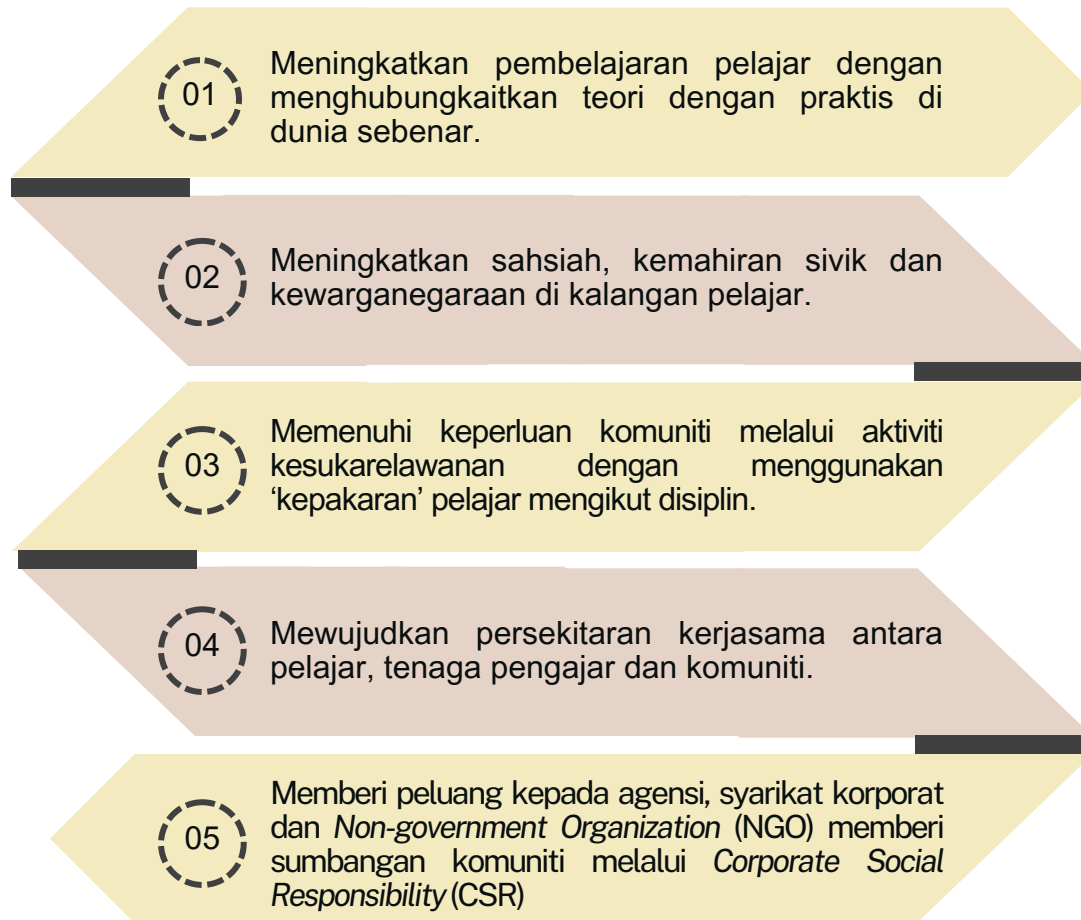 01
Meningkatkan pembelajaran pelajar dengan
menghubungkaitkan teori dengan praktis di
dunia sebenar.
02
Meningkatkan sahsiah, kemahiran sivik dan
kewarganegaraan di kalangan pelajar.
03
Memenuhi keperluan komuniti melalui aktiviti
kesukarelawanan dengan menggunakan
‘kepakaran’ pelajar mengikut disiplin.
04
Mewujudkan persekitaran kerjasama antara
pelajar, tenaga pengajar dan komuniti.
05
Memberi peluang kepada agensi, syarikat korporat
dan Non-government Organization (NGO) memberi
sumbangan komuniti melalui Corporate Social
Responsibility (CSR)